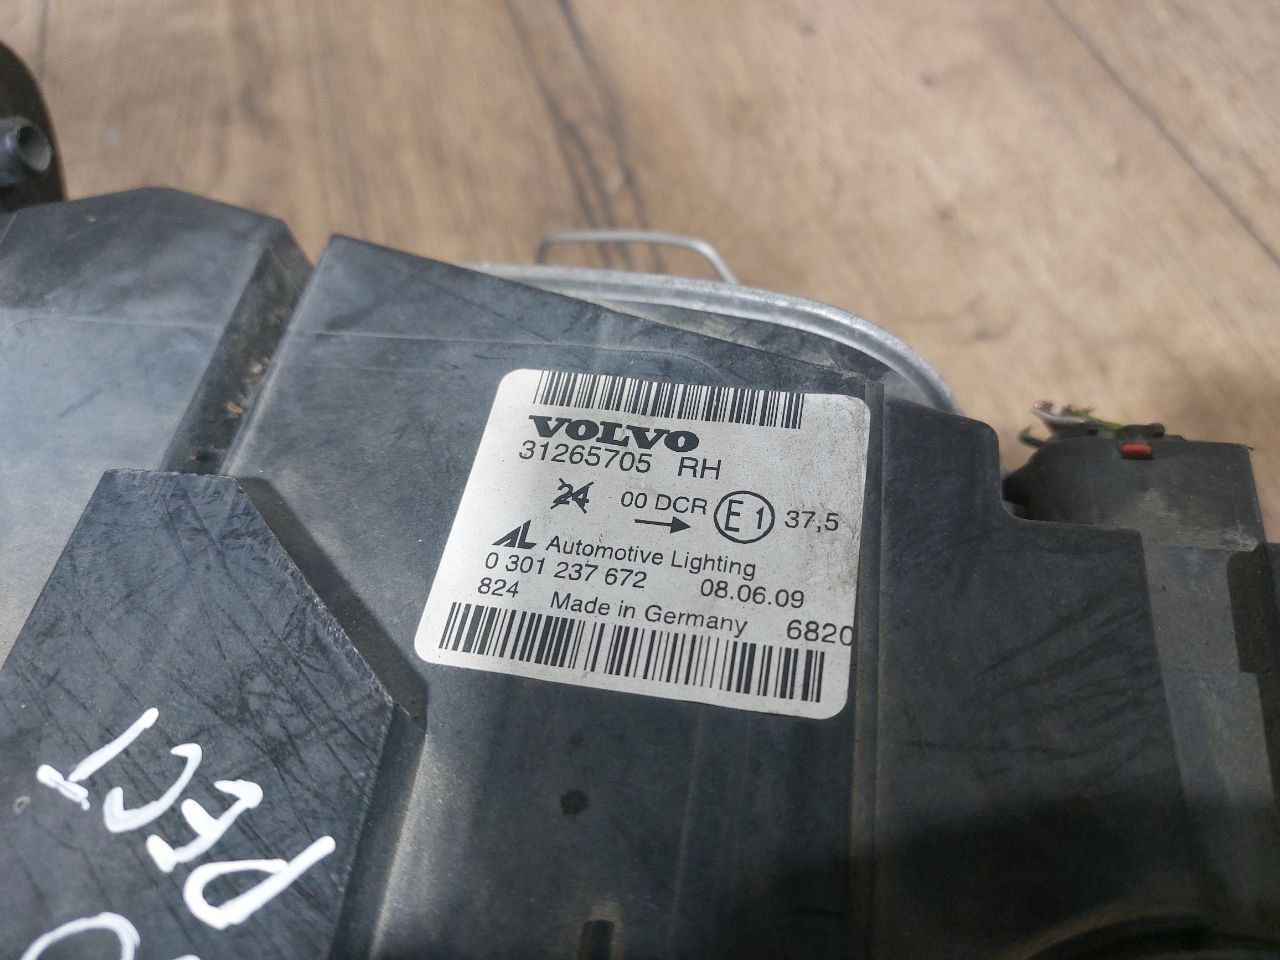 VOLVO
31265705 RH
24 00 DCR E1 37,5
AL Automotive Lighting
0 301 237 672 08.06.09
824 Made in Germany 6820